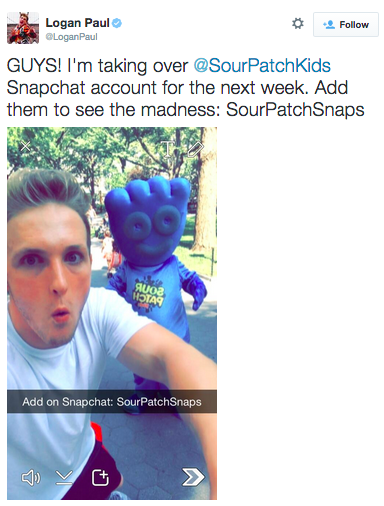 Logan Paul
@LoganPaul
Follow
GUYS! I'm taking over @SourPatchKids
Snapchat account for the next week. Add
them to see the madness: SourPatchSnaps
T
SOUR
PATCH
Add on Snapchat: SourPatchSnaps